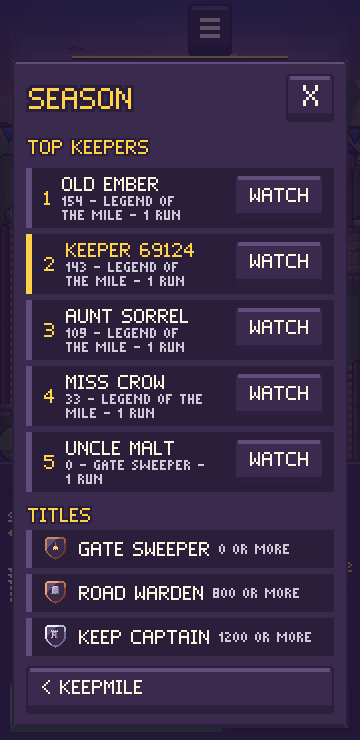 SEASON
X
TOP KEEPERS
1 OLD EMBER
154 - LEGEND OF
THE MILE - 1 RUN
WATCH
2 KEEPER 69124
143 - LEGEND OF
THE MILE - 1 RUN
WATCH
3 AUNT SORREL
109 - LEGEND OF
THE MILE - 1 RUN
WATCH
4 MISS CROW
33 - LEGEND OF THE
MILE - 1 RUN
WATCH
5 UNCLE MALT
0 - GATE SWEEPER -
1 RUN
WATCH
TITLES
GATE SWEEPER 0 OR MORE
ROAD WARDEN 800 OR MORE
KEEP CAPTAIN 1200 OR MORE
< KEEPMILE